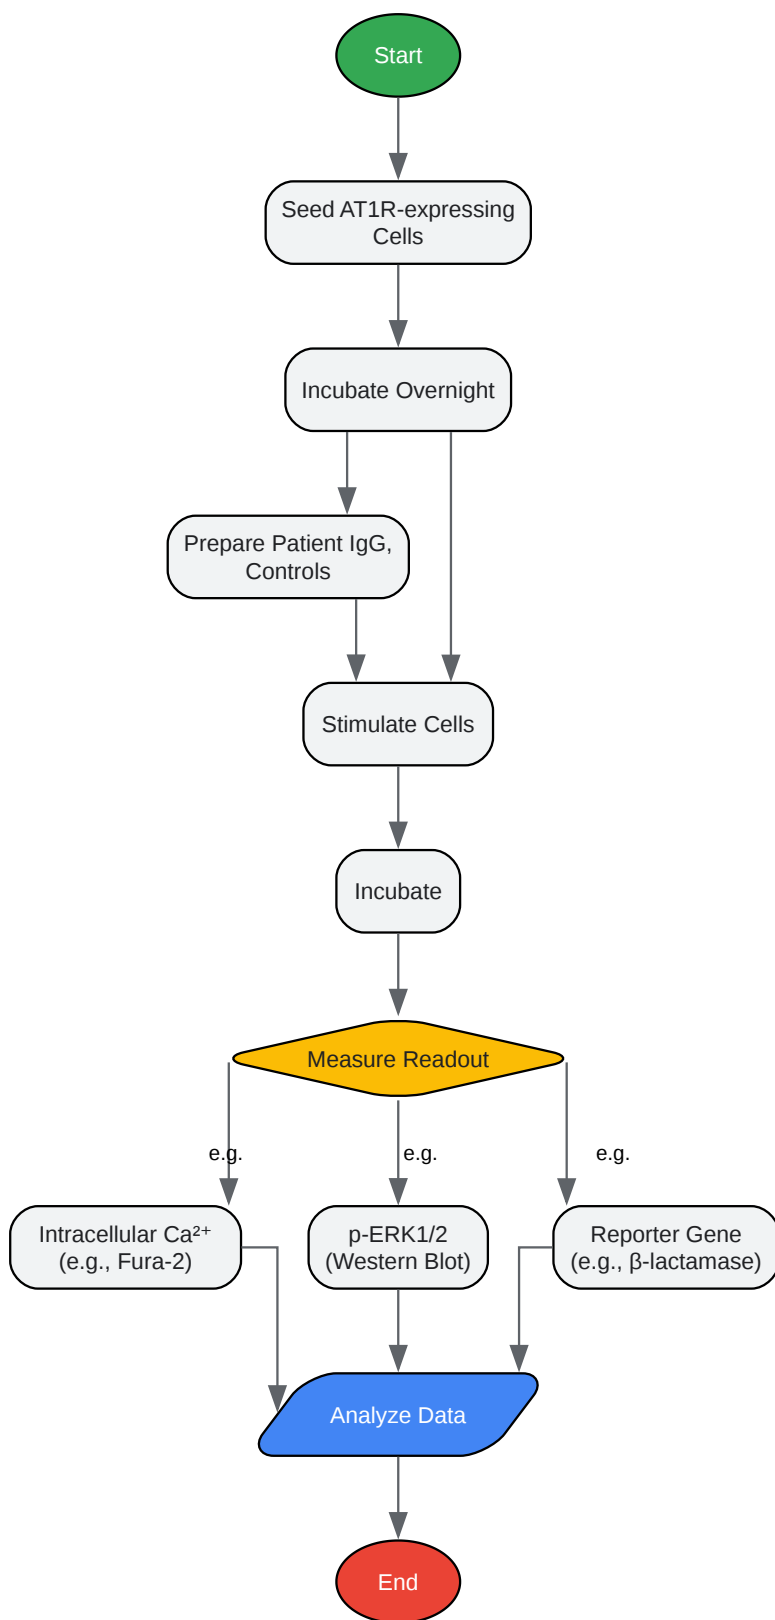 Start
Seed AT1R-expressing
Cells
Incubate Overnight
Prepare Patient IgG,
Controls
Stimulate Cells
Incubate
Measure Readout
e.g.
e.g.
e.g.
Intracellular Ca²⁺
(e.g., Fura-2)
p-ERK1/2
(Western Blot)
Reporter Gene
(e.g., β-lactamase)
Analyze Data
End